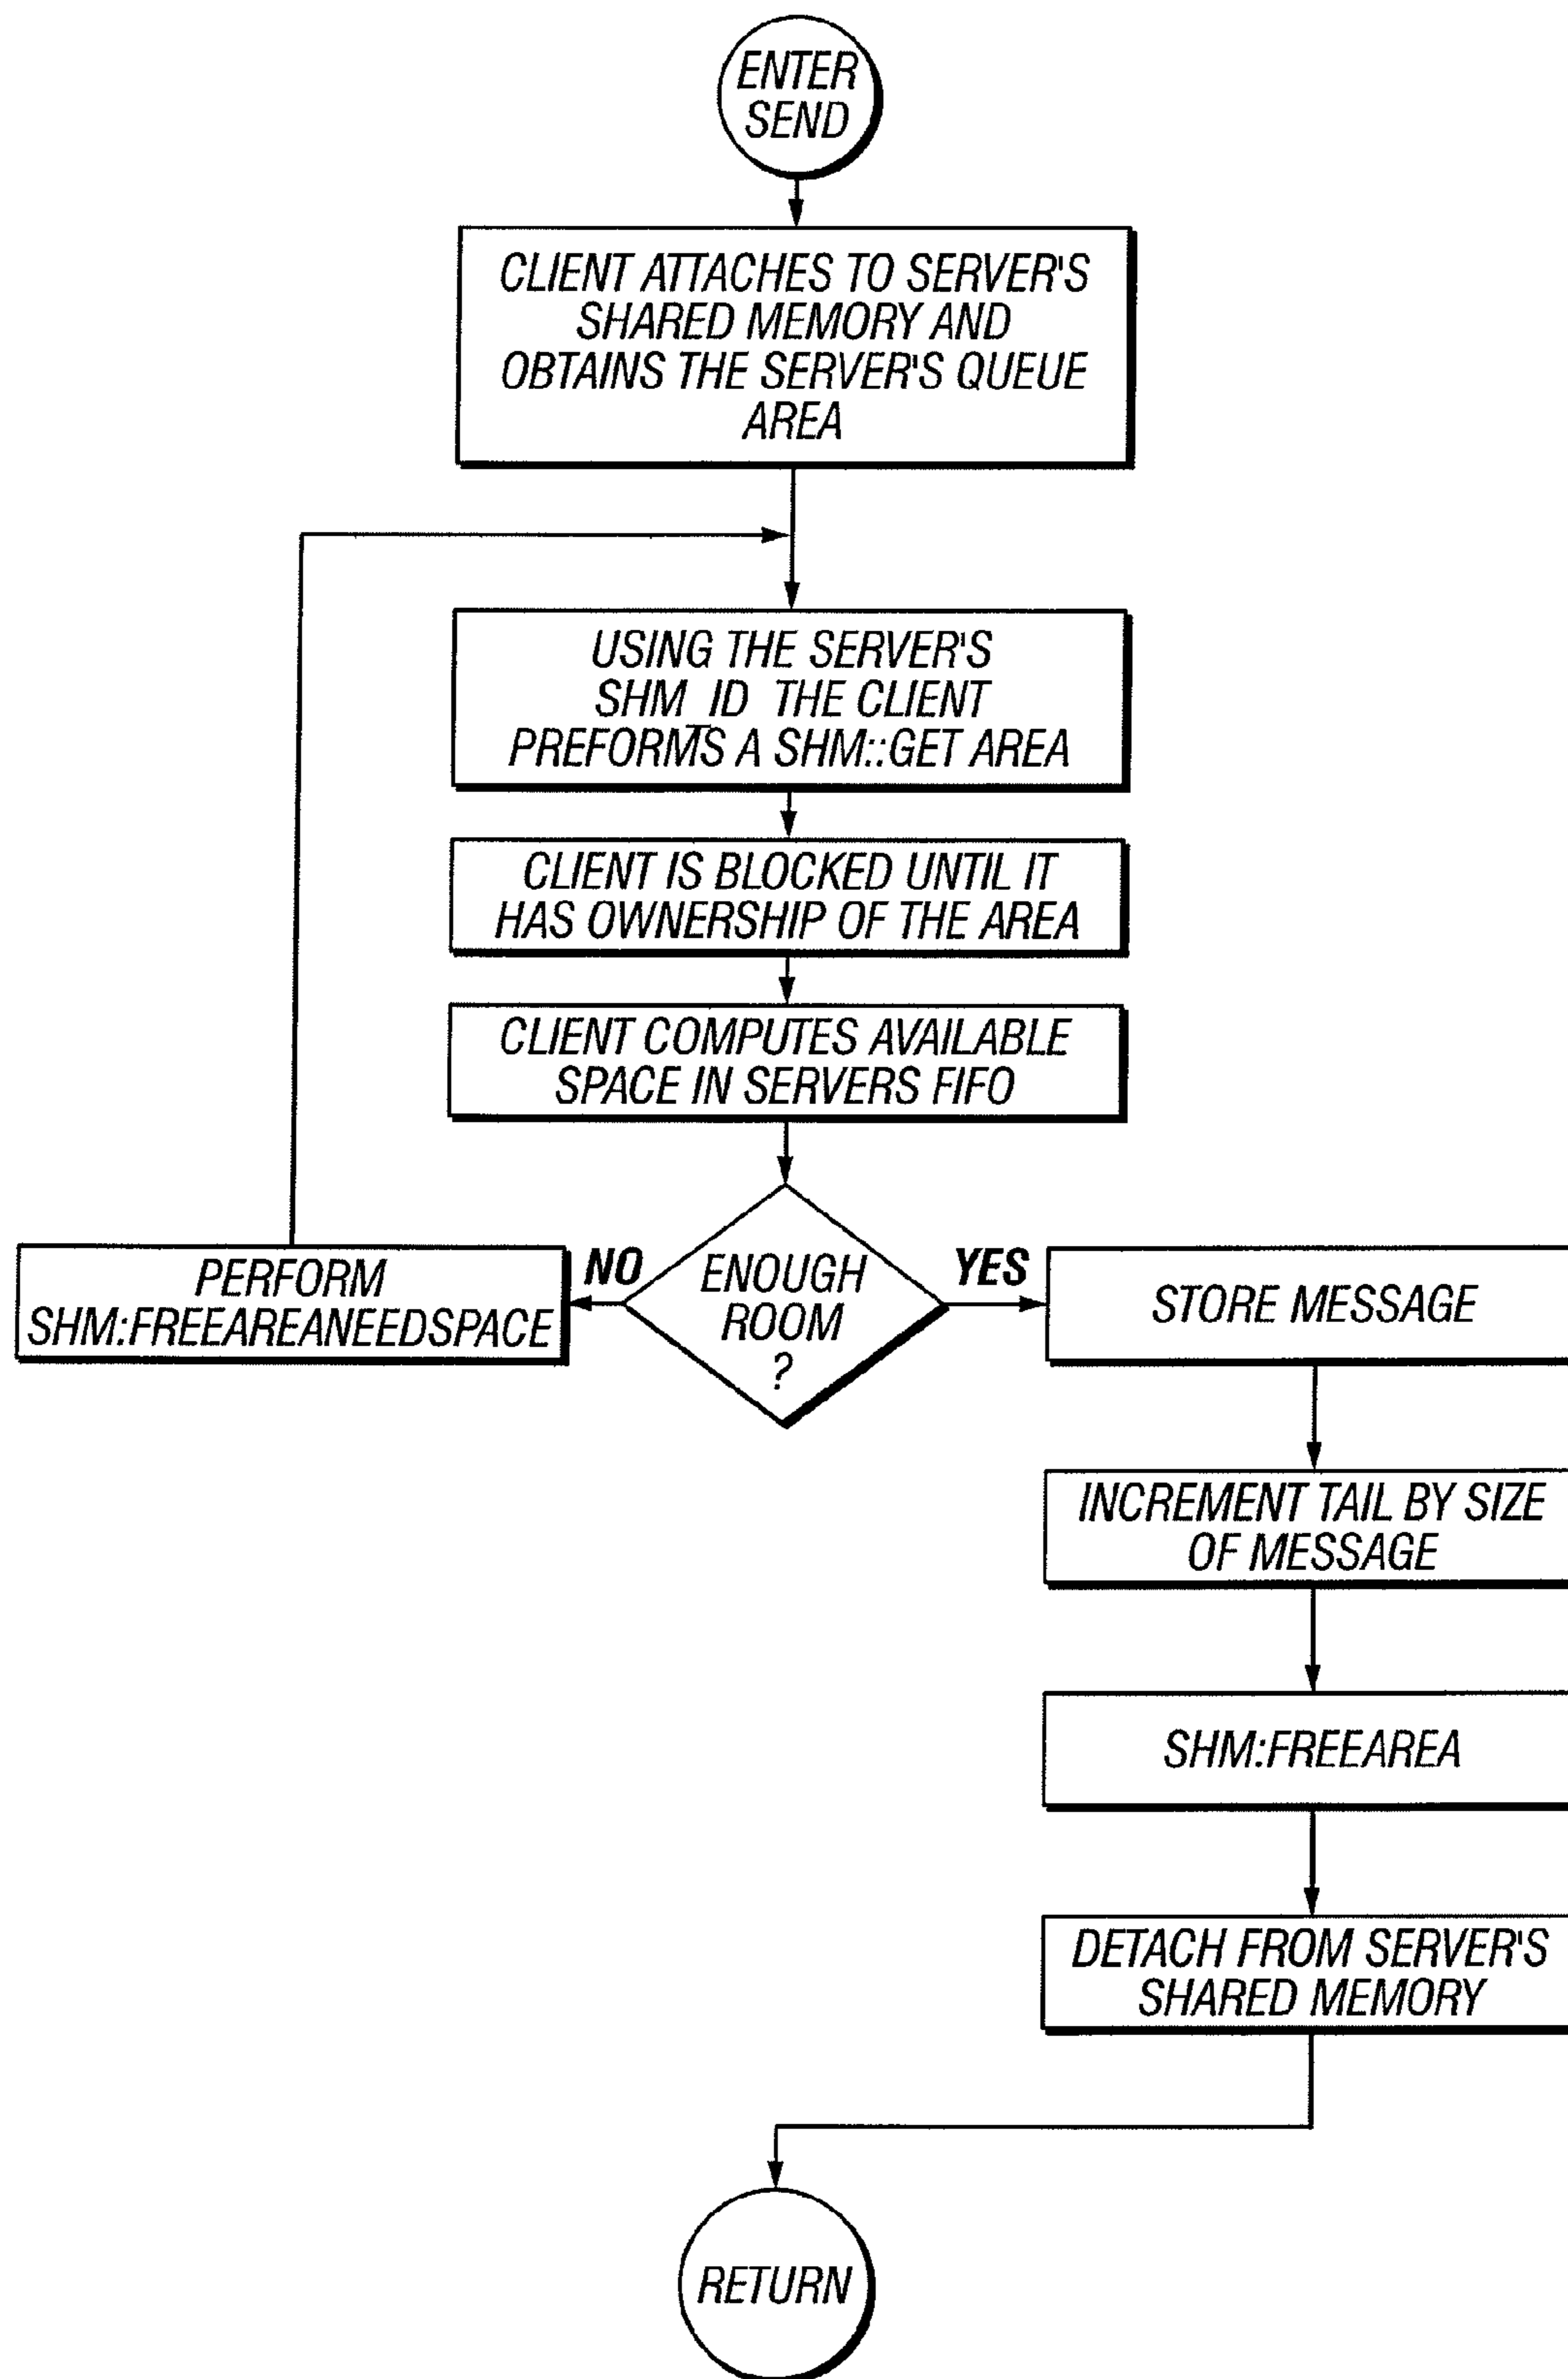 ENTER
SEND
CLIENT ATTACHES TO SERVER'S
SHARED MEMORY AND
OBTAINS THE SERVER'S QUEUE
AREA
USING THE SERVER'S
SHM_ID THE CLIENT
PREFORMS A SHM::GET AREA
CLIENT IS BLOCKED UNTIL IT
HAS OWNERSHIP OF THE AREA
CLIENT COMPUTES AVAILABLE
SPACE IN SERVERS FIFO
ENOUGH
ROOM
?
NO
PERFORM
SHM:FREEAREANEEDSPACE
YES
STORE MESSAGE
INCREMENT TAIL BY SIZE
OF MESSAGE
SHM:FREEAREA
DETACH FROM SERVER'S
SHARED MEMORY
RETURN